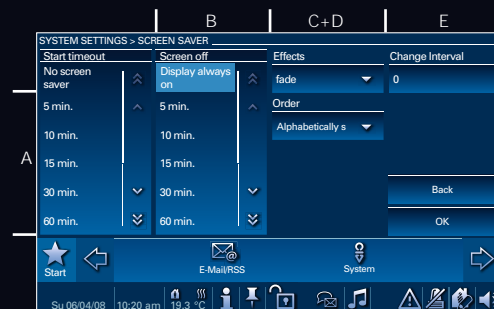 B C+D E
SYSTEM SETTINGS > SCREEN SAVER
Start timeout
No screen
saver
5 min.
10 min.
15 min.
30 min.
60 min.
Screen off
Display always
on
5 min.
10 min.
15 min.
30 min.
60 min.
Effects
fade
Order
Alphabetically s
Change Interval
0
Back
OK
A
Start
E-Mail/RSS
System
Su 06/04/08 10:20 am 19.3 °C